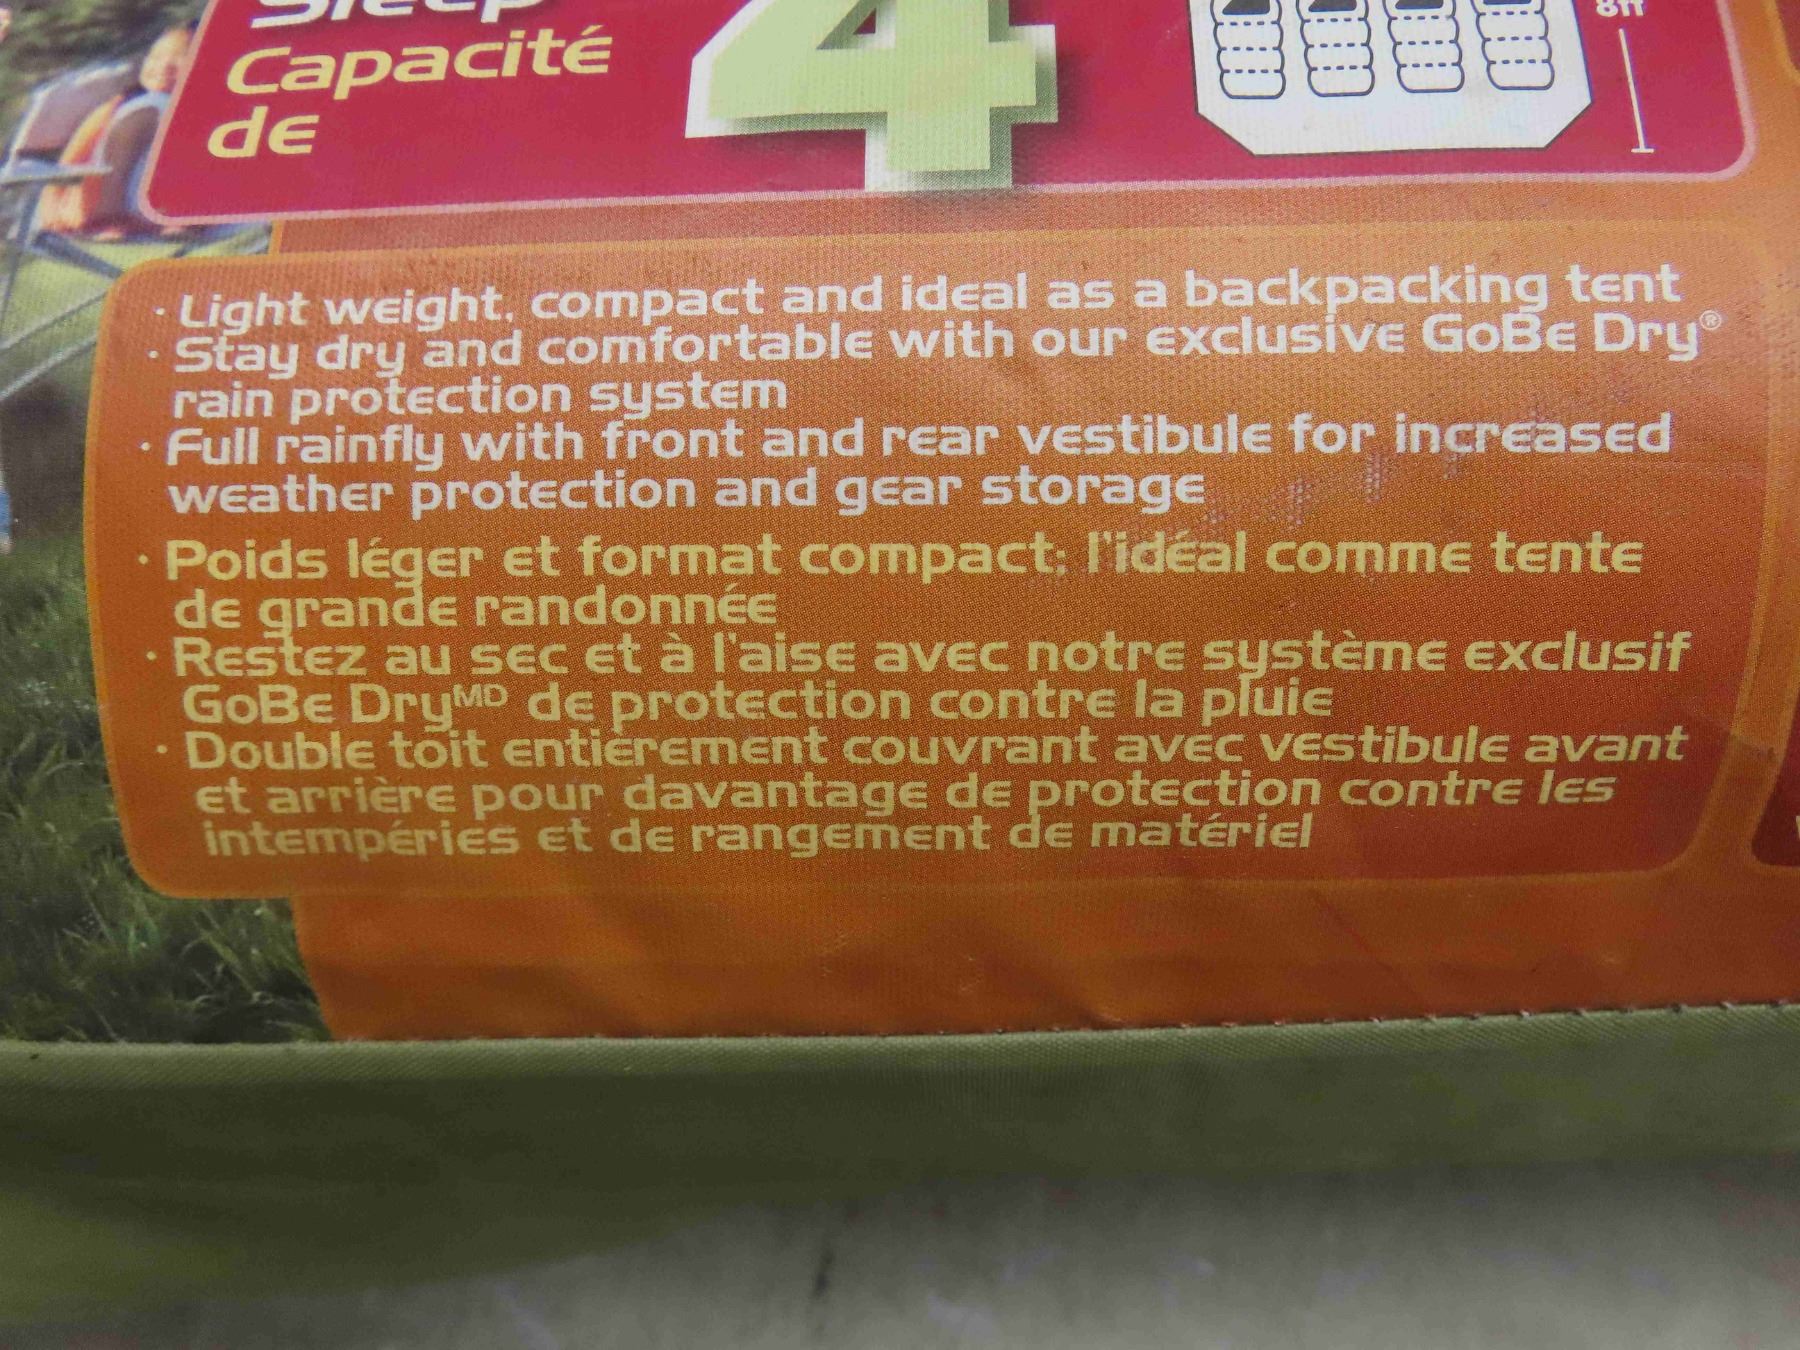 Sleep
Capacité
de
4
8ft
· Light weight, compact and ideal as a backpacking tent
· Stay dry and comfortable with our exclusive GoBe Dry®
rain protection system
· Full rainfly with front and rear vestibule for increased
weather protection and gear storage
· Poids léger et format compact; l'idéal comme tente
de grande randonnée
· Restez au sec et à l'aise avec notre système exclusif
GoBe Dry MD de protection contre la pluie
· Double toit entièrement couvrant avec vestibule avant
et arrière pour davantage de protection contre les
intempéries et de rangement de matériel